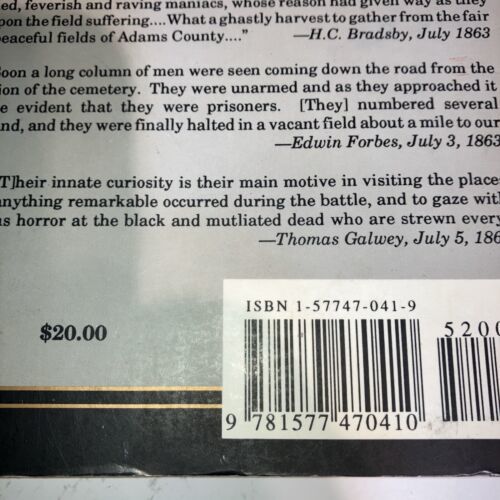 ed, feverish and raving maniacs, whose reason had given way as they
pon the field suffering.... What a ghastly harvest to gather from the fair
peaceful fields of Adams County...." —H.C. Bradsby, July 1863
oon a long column of men were seen coming down the road from the
ion of the cemetery. They were unarmed and as they approached it
e evident that they were prisoners. [They] numbered several
nd, and they were finally halted in a vacant field about a mile to our
—Edwin Forbes, July 3, 1863
T]heir innate curiosity is their main motive in visiting the place
anything remarkable occurred during the battle, and to gaze with
us horror at the black and mutliated dead who are strewn every
—Thomas Galwey, July 5, 186
ISBN 1-57747-041-9
$20.00
5200
9 781577 470410